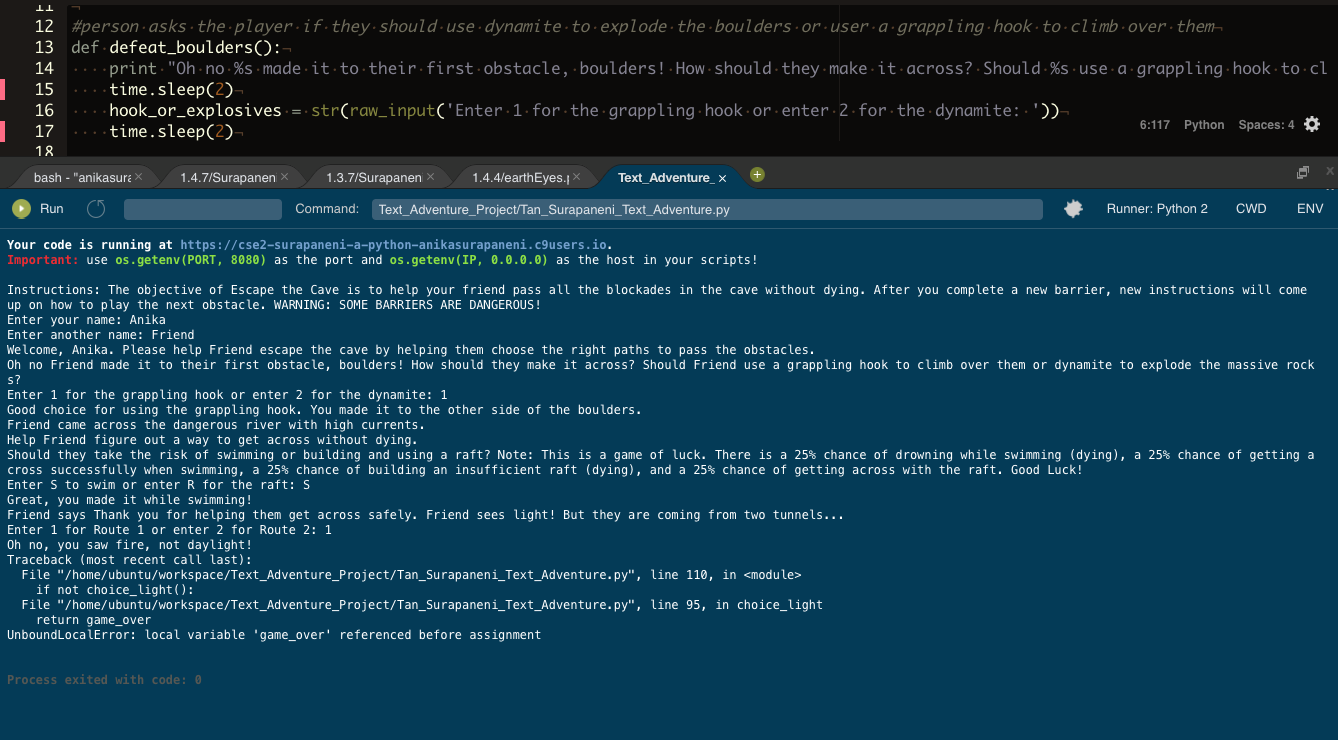 11
12 #person asks the player if they should use dynamite to explode the boulders or user a grappling hook to climb over them
13 def defeat_boulders():
14     print "Oh no %s made it to their first obstacle, boulders! How should they make it across? Should %s use a grappling hook to cl
15     time.sleep(2)
16     hook_or_explosives = str(raw_input('Enter 1 for the grappling hook or enter 2 for the dynamite: '))
17     time.sleep(2)
18
6:117 Python Spaces: 4
bash - "anikasura 1.4.7/Surapanen 1.3.7/Surapanen 1.4.4/earthEyes.p Text_Adventure_
Run Command: Text_Adventure_Project/Tan_Surapaneni_Text_Adventure.py Runner: Python 2 CWD ENV
Your code is running at https://cse2-surapaneni-a-python-anikasurapaneni.c9users.io.
Important: use os.getenv(PORT, 8080) as the port and os.getenv(IP, 0.0.0.0) as the host in your scripts!
Instructions: The objective of Escape the Cave is to help your friend pass all the blockades in the cave without dying. After you complete a new barrier, new instructions will come
up on how to play the next obstacle. WARNING: SOME BARRIERS ARE DANGEROUS!
Enter your name: Anika
Enter another name: Friend
Welcome, Anika. Please help Friend escape the cave by helping them choose the right paths to pass the obstacles.
Oh no Friend made it to their first obstacle, boulders! How should they make it across? Should Friend use a grappling hook to climb over them or dynamite to explode the massive rock
s?
Enter 1 for the grappling hook or enter 2 for the dynamite: 1
Good choice for using the grappling hook. You made it to the other side of the boulders.
Friend came across the dangerous river with high currents.
Help Friend figure out a way to get across without dying.
Should they take the risk of swimming or building and using a raft? Note: This is a game of luck. There is a 25% chance of drowning while swimming (dying), a 25% chance of getting a
cross successfully when swimming, a 25% chance of building an insufficient raft (dying), and a 25% chance of getting across with the raft. Good Luck!
Enter S to swim or enter R for the raft: S
Great, you made it while swimming!
Friend says Thank you for helping them get across safely. Friend sees light! But they are coming from two tunnels...
Enter 1 for Route 1 or enter 2 for Route 2: 1
Oh no, you saw fire, not daylight!
Traceback (most recent call last):
  File "/home/ubuntu/workspace/Text_Adventure_Project/Tan_Surapaneni_Text_Adventure.py", line 110, in <module>
    if not choice_light():
  File "/home/ubuntu/workspace/Text_Adventure_Project/Tan_Surapaneni_Text_Adventure.py", line 95, in choice_light
    return game_over
UnboundLocalError: local variable 'game_over' referenced before assignment
Process exited with code: 0